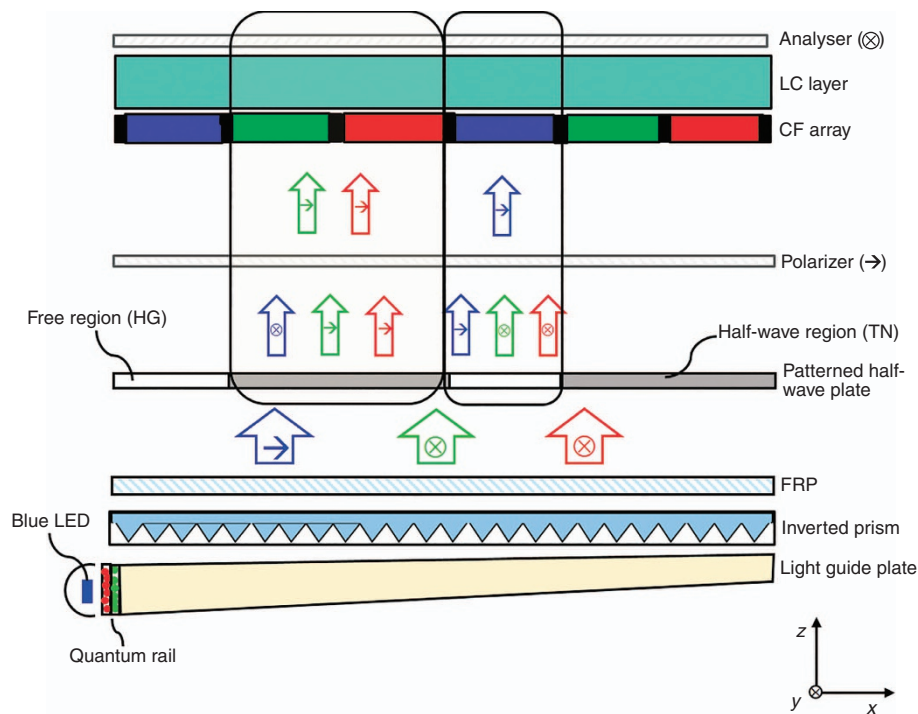 Analyser (⊗)
LC layer
CF array
Polarizer (→)
Free region (HG)
Half-wave region (TN)
Patterned half-
wave plate
FRP
Blue LED
Inverted prism
Light guide plate
Quantum rail
z
y
x